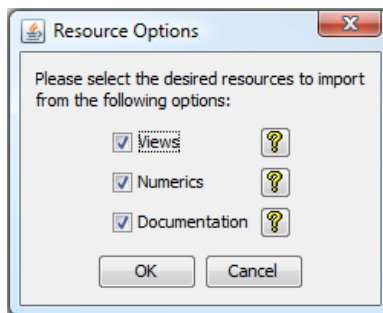 Resource Options
Please select the desired resources to import
from the following options:
Views
Numerics
Documentation
OK Cancel